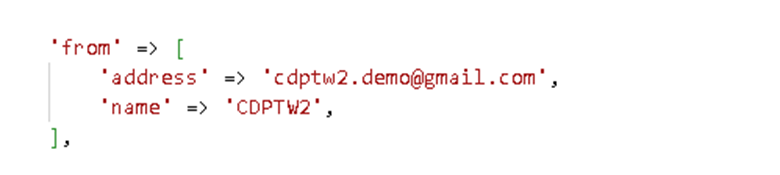 'from' => [
'address' => 'cdptw2.demo@gmail.com',
'name' => 'CDPTW2',
],